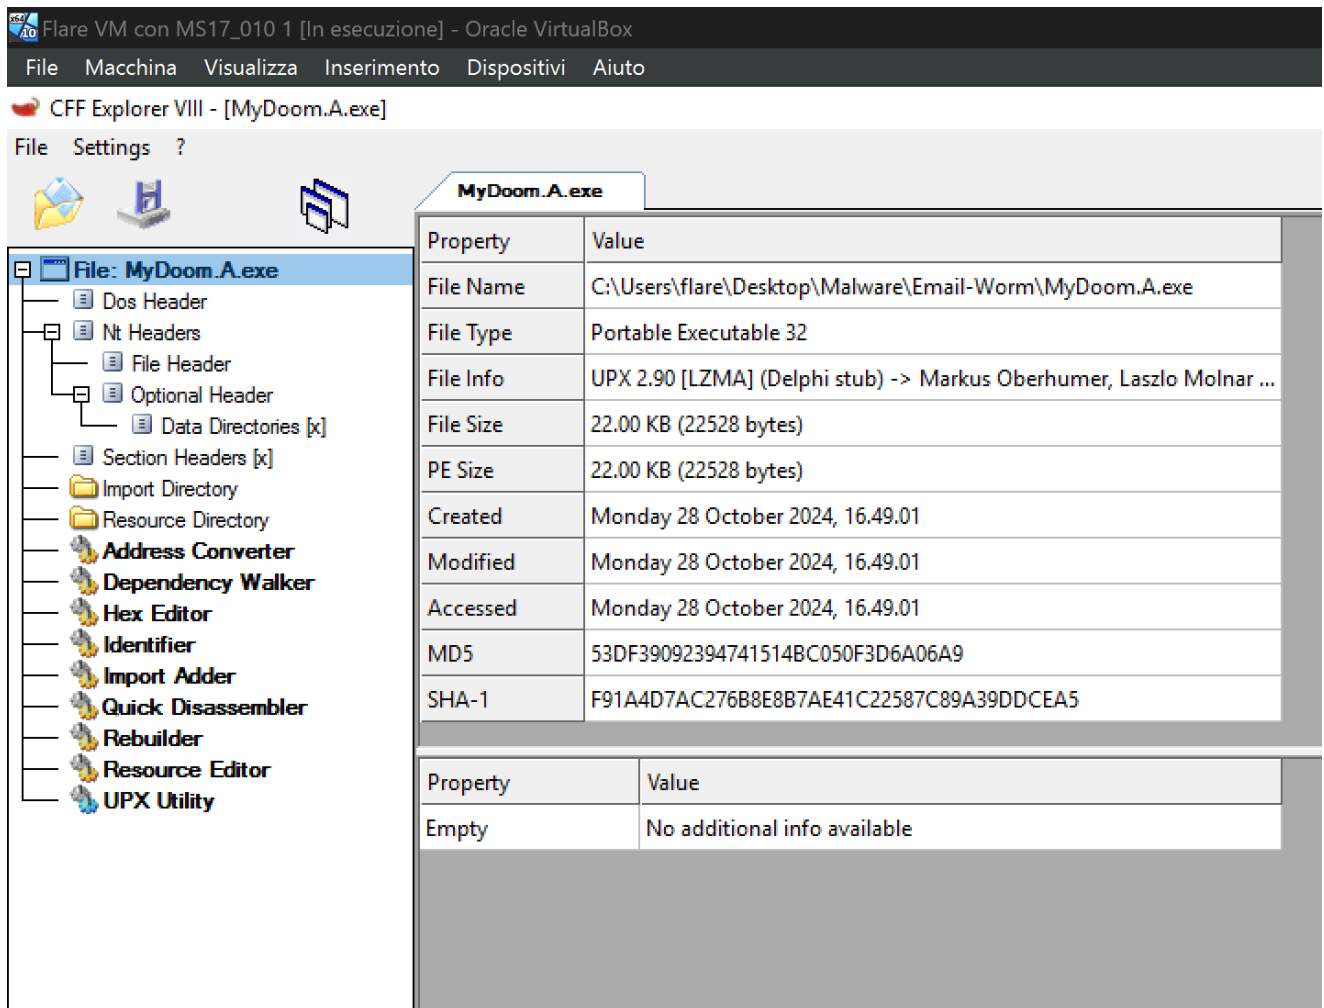 Flare VM con MS17_010 1 [In esecuzione] - Oracle VirtualBox
File Macchina Visualizza Inserimento Dispositivi Aiuto
CFF Explorer VIII - [MyDoom.A.exe]
File Settings ?
MyDoom.A.exe
File: MyDoom.A.exe
Dos Header
Nt Headers
File Header
Optional Header
Data Directories [x]
Section Headers [x]
Import Directory
Resource Directory
Address Converter
Dependency Walker
Hex Editor
Identifier
Import Adder
Quick Disassembler
Rebuilder
Resource Editor
UPX Utility
Property Value
File Name C:\Users\flare\Desktop\Malware\Email-Worm\MyDoom.A.exe
File Type Portable Executable 32
File Info UPX 2.90 [LZMA] (Delphi stub) -> Markus Oberhumer, Laszlo Molnar ...
File Size 22.00 KB (22528 bytes)
PE Size 22.00 KB (22528 bytes)
Created Monday 28 October 2024, 16.49.01
Modified Monday 28 October 2024, 16.49.01
Accessed Monday 28 October 2024, 16.49.01
MD5 53DF39092394741514BC050F3D6A06A9
SHA-1 F91A4D7AC276B8E8B7AE41C22587C89A39DDCEA5
Property Value
Empty No additional info available